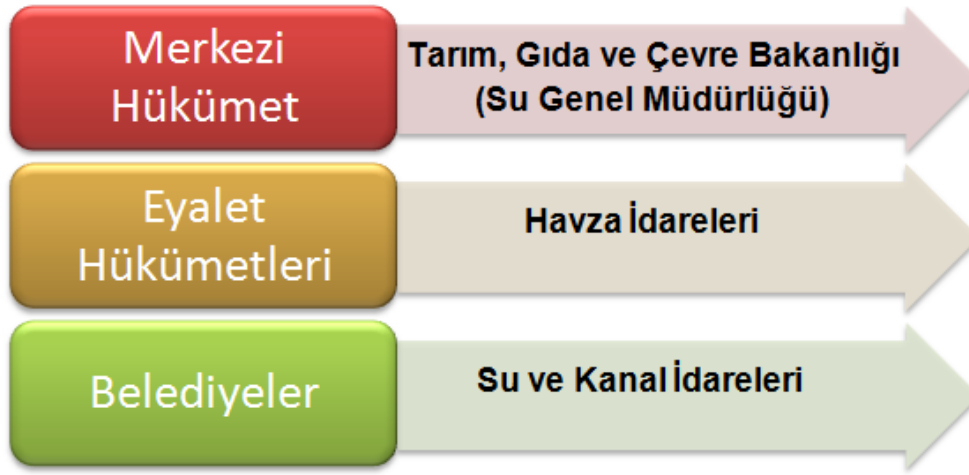 Merkezi
Hükümet
Tarım, Gıda ve Çevre Bakanlığı
(Su Genel Müdürlüğü)
Eyalet
Hükümetleri
Havza İdareleri
Belediyeler
Su ve Kanal İdareleri